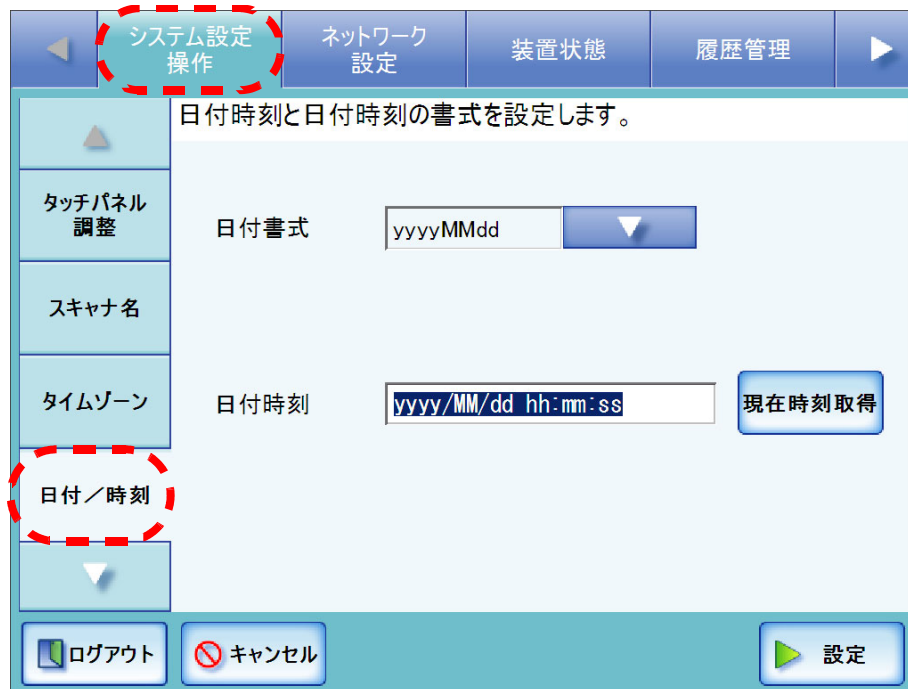 システム設定
操作
ネットワーク
設定
装置状態
履歴管理
日付時刻と日付時刻の書式を設定します。
タッチパネル
調整
スキャナ名
タイムゾーン
日付／時刻
日付書式
yyyyMMdd
日付時刻
yyyy/MM/dd hh:mm:ss
現在時刻取得
ログアウト
キャンセル
設定